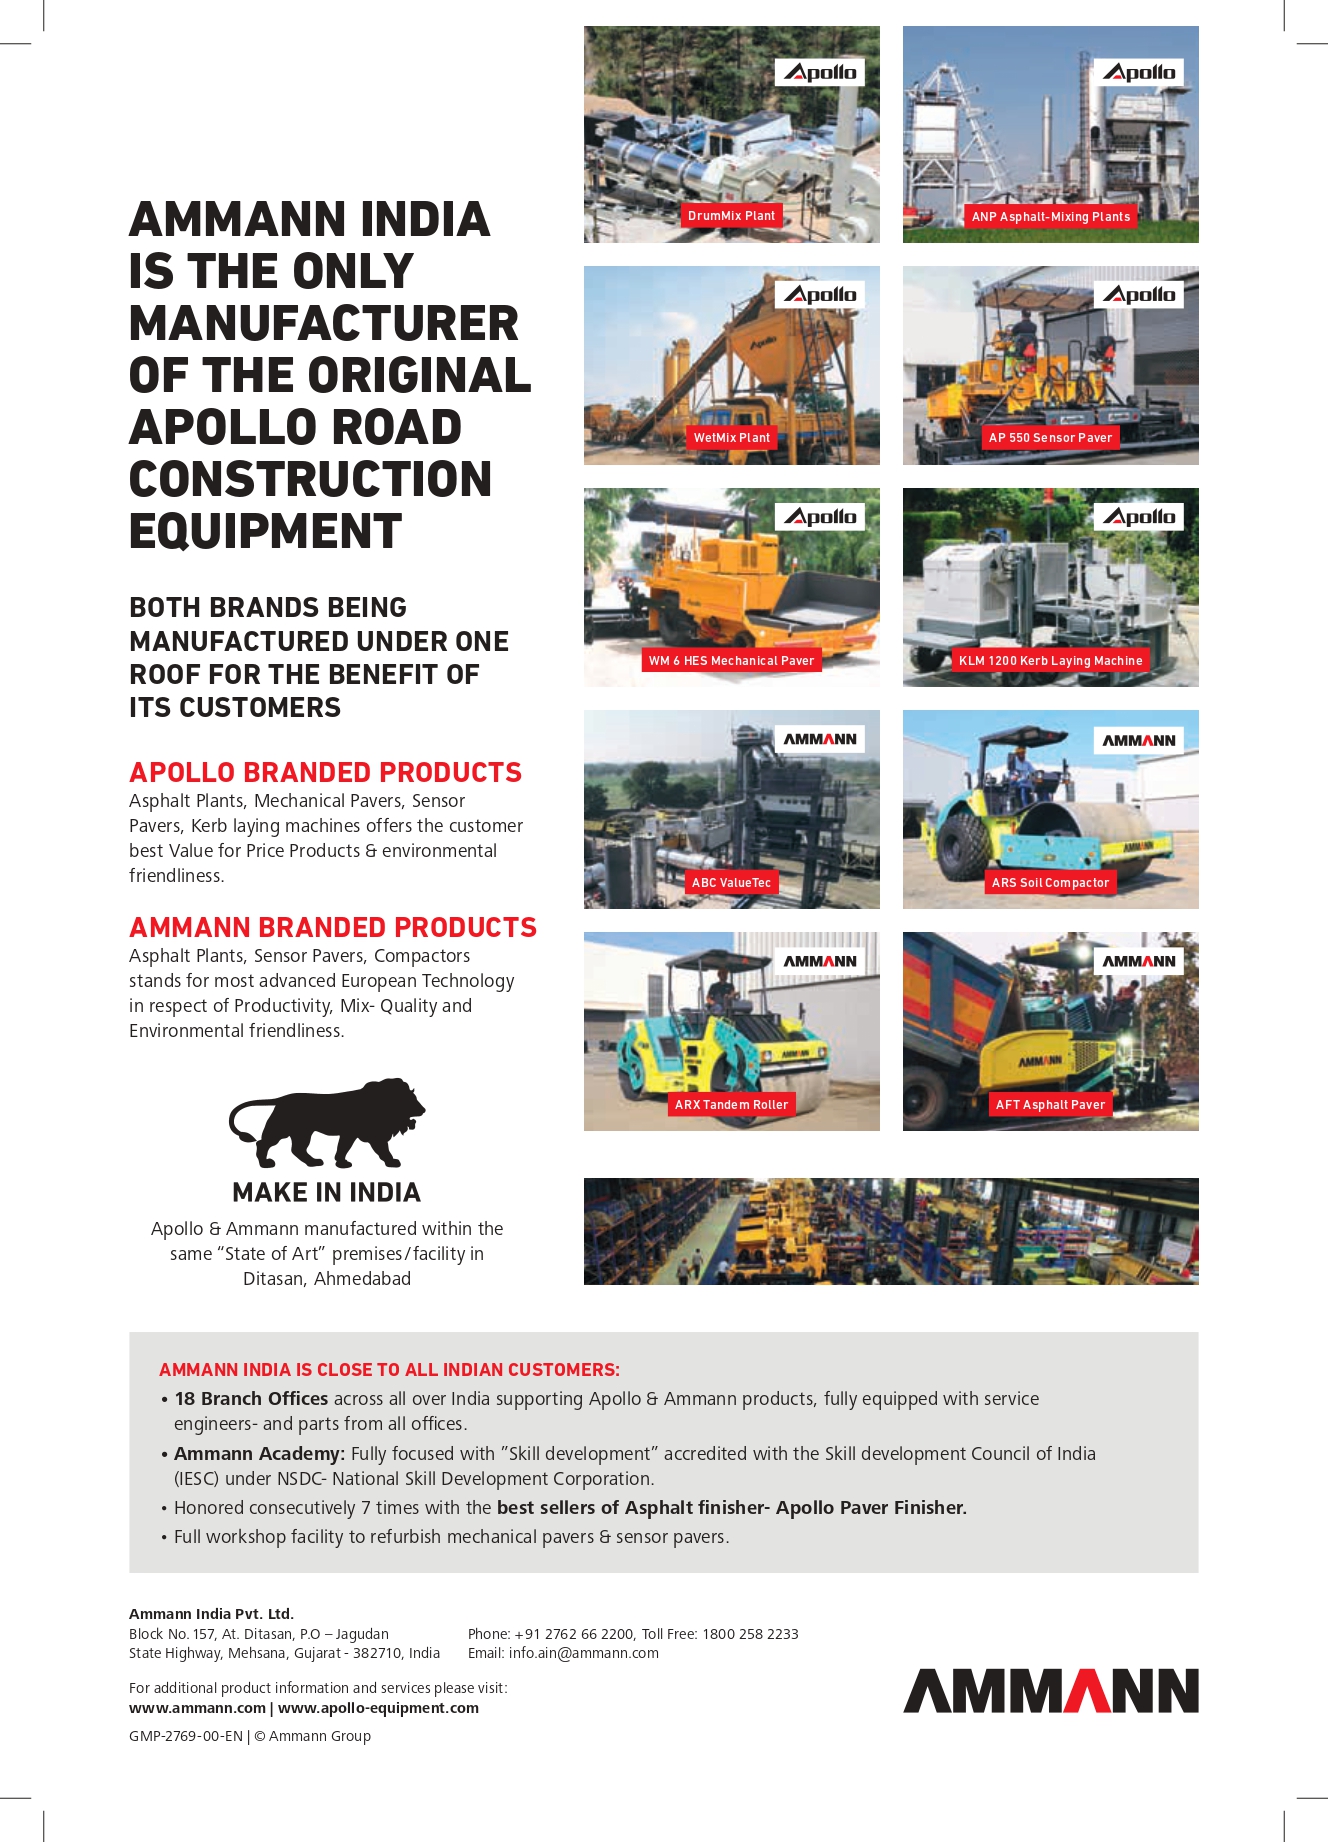 AMMANN INDIA
IS THE ONLY
MANUFACTURER
OF THE ORIGINAL
APOLLO ROAD
CONSTRUCTION
EQUIPMENT
BOTH BRANDS BEING
MANUFACTURED UNDER ONE
ROOF FOR THE BENEFIT OF
ITS CUSTOMERS
APOLLO BRANDED PRODUCTS
Asphalt Plants, Mechanical Pavers, Sensor
Pavers, Kerb laying machines offers the customer
best Value for Price Products & environmental
friendliness.
AMMANN BRANDED PRODUCTS
Asphalt Plants, Sensor Pavers, Compactors
stands for most advanced European Technology
in respect of Productivity, Mix- Quality and
Environmental friendliness.
MAKE IN INDIA
Apollo & Ammann manufactured within the
same “State of Art” premises/facility in
Ditasan, Ahmedabad
Apollo
DrumMix Plant
Apollo
ANP Asphalt-Mixing Plants
Apollo
Apollo
WetMix Plant
Apollo
Apollo
AP 550 Sensor Paver
Apollo
Apollo
WM 6 HES Mechanical Paver
Apollo
KLM 1200 Kerb Laying Machine
AMMANN
ABC ValueTec
AMMANN
AMMANN
ARS Soil Compactor
AMMANN
AMMANN
ARX Tandem Roller
AMMANN
AMMANN
AFT Asphalt Paver
AMMANN INDIA IS CLOSE TO ALL INDIAN CUSTOMERS:
• 18 Branch Offices across all over India supporting Apollo & Ammann products, fully equipped with service
engineers- and parts from all offices.
• Ammann Academy: Fully focused with ”Skill development” accredited with the Skill development Council of India
(IESC) under NSDC- National Skill Development Corporation.
• Honored consecutively 7 times with the best sellers of Asphalt finisher- Apollo Paver Finisher.
• Full workshop facility to refurbish mechanical pavers & sensor pavers.
Ammann India Pvt. Ltd.
Block No. 157, At. Ditasan, P.O – Jagudan
State Highway, Mehsana, Gujarat - 382710, India
Phone: +91 2762 66 2200, Toll Free: 1800 258 2233
Email: info.ain@ammann.com
For additional product information and services please visit:
www.ammann.com | www.apollo-equipment.com
GMP-2769-00-EN | © Ammann Group
AMMANN